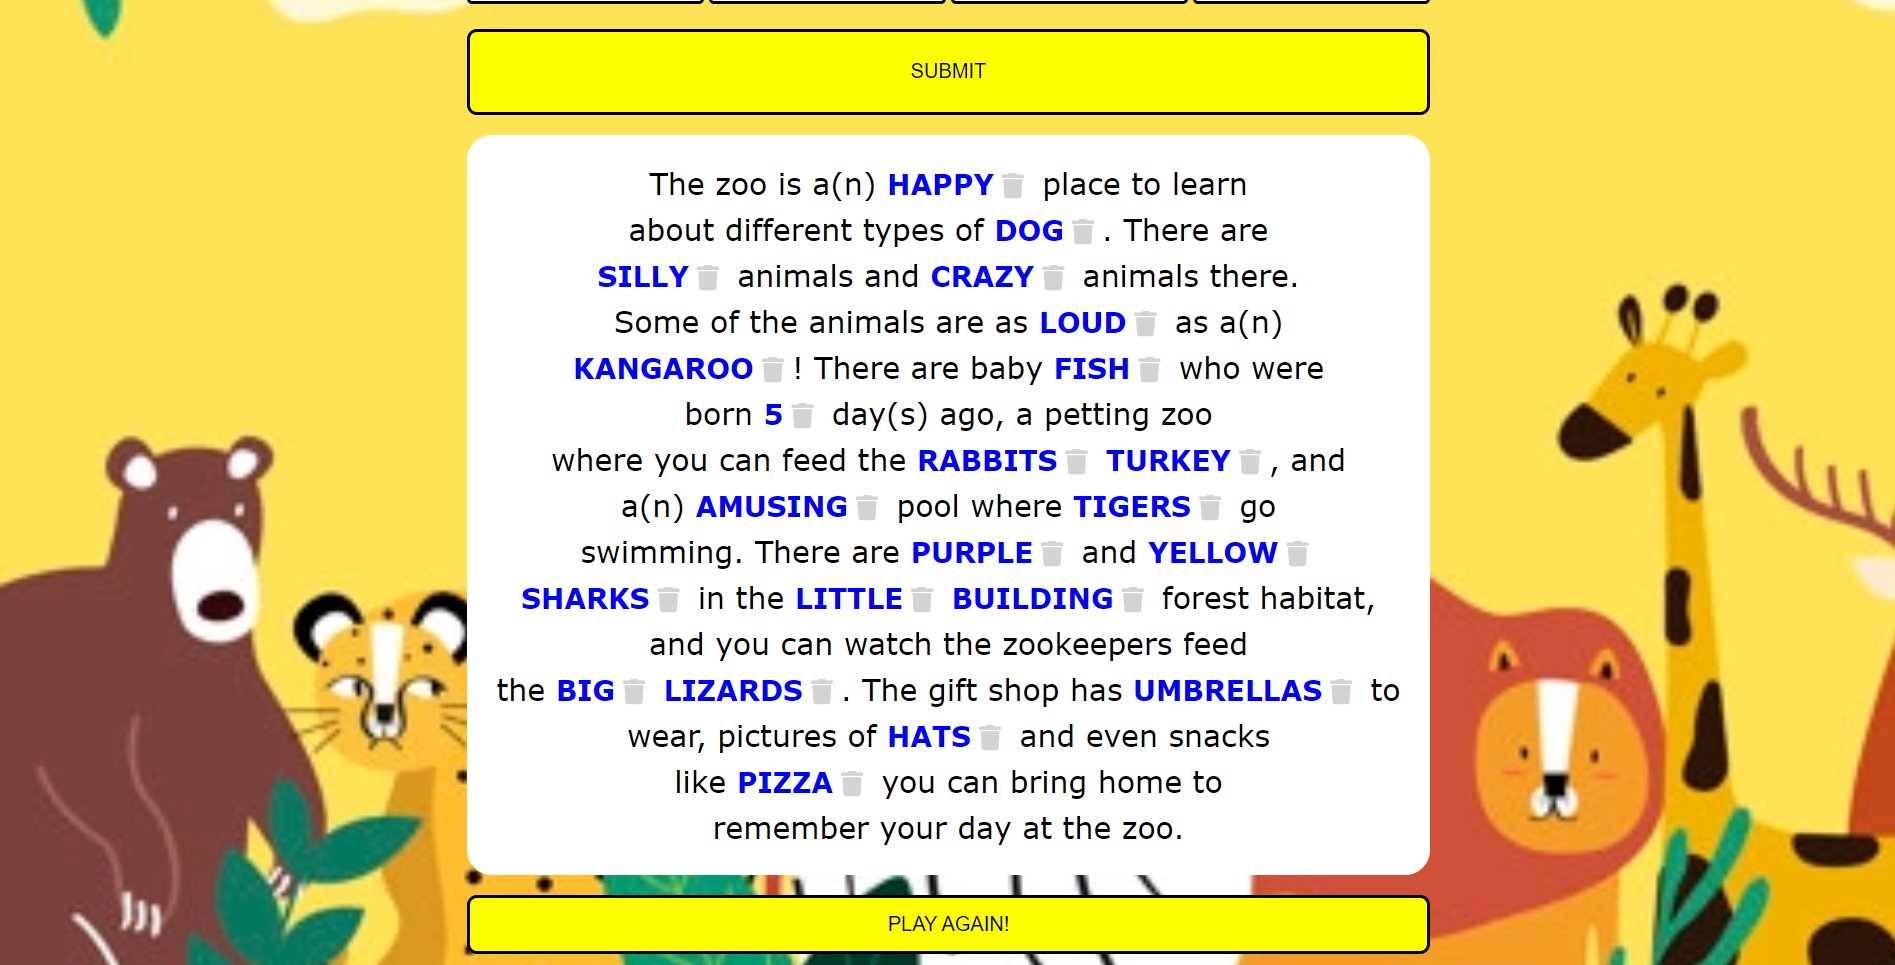 SUBMIT
The zoo is a(n) HAPPY place to learn
about different types of DOG . There are
SILLY animals and CRAZY animals there.
Some of the animals are as LOUD as a(n)
KANGAROO ! There are baby FISH who were
born 5 day(s) ago, a petting zoo
where you can feed the RABBITS TURKEY , and
a(n) AMUSING pool where TIGERS go
swimming. There are PURPLE and YELLOW
SHARKS in the LITTLE BUILDING forest habitat,
and you can watch the zookeepers feed
the BIG LIZARDS . The gift shop has UMBRELLAS to
wear, pictures of HATS and even snacks
like PIZZA you can bring home to
remember your day at the zoo.
PLAY AGAIN!